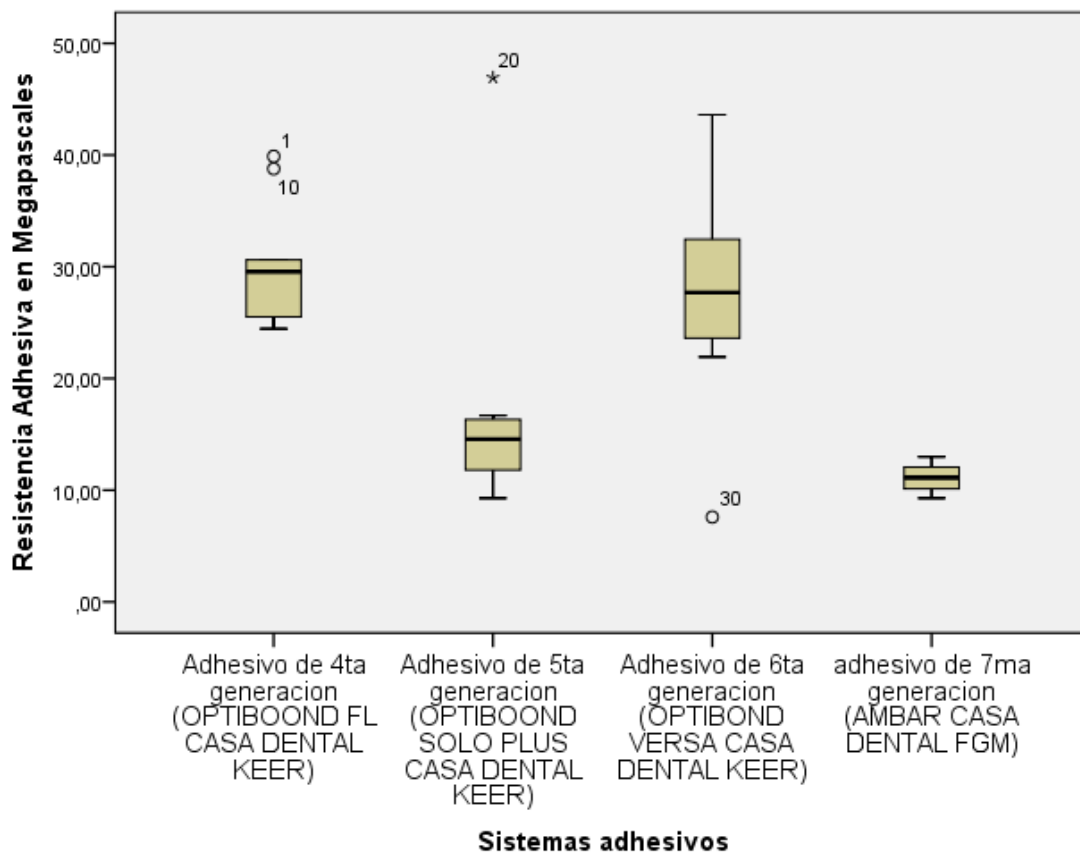 Resistencia Adhesiva en Megapascales
50,00
40,00
30,00
20,00
10,00
,00
1
10
20
*
30
Adhesivo de 4ta
generacion
(OPTIBOOND FL
CASA DENTAL
KEER)
Adhesivo de 5ta
generacion
(OPTIBOOND
SOLO PLUS
CASA DENTAL
KEER)
Adhesivo de 6ta
generacion
(OPTIBOND
VERSA CASA
DENTAL KEER)
adhesivo de 7ma
generacion
(AMBAR CASA
DENTAL FGM)
Sistemas adhesivos